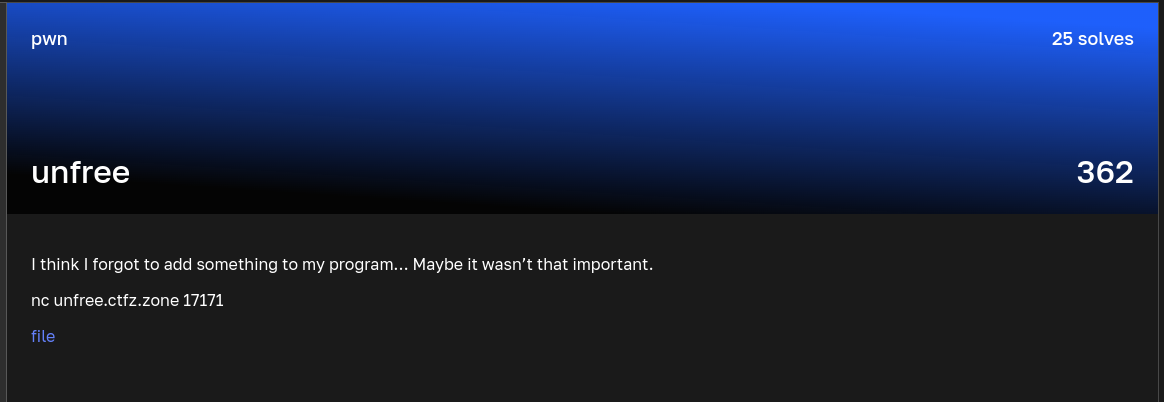 pwn
25 solves
unfree
362
I think I forgot to add something to my program... Maybe it wasn't that important.
nc unfree.ctfz.zone 17171
file